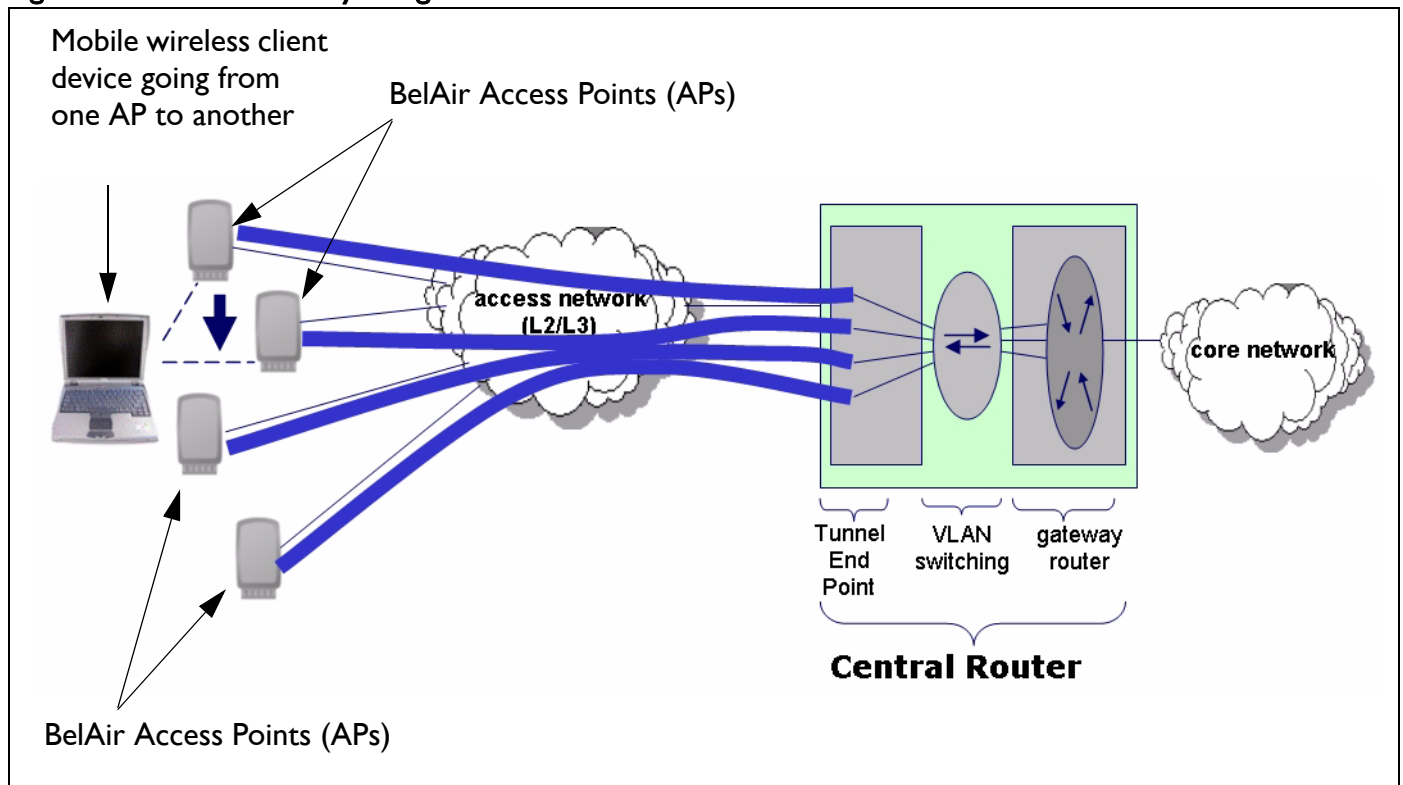 Mobile wireless client
device going from
one AP to another
BelAir Access Points (APs)
access network
(L2/L3)
core network
Tunnel
End
Point
VLAN
switching
gateway
router
Central Router
BelAir Access Points (APs)